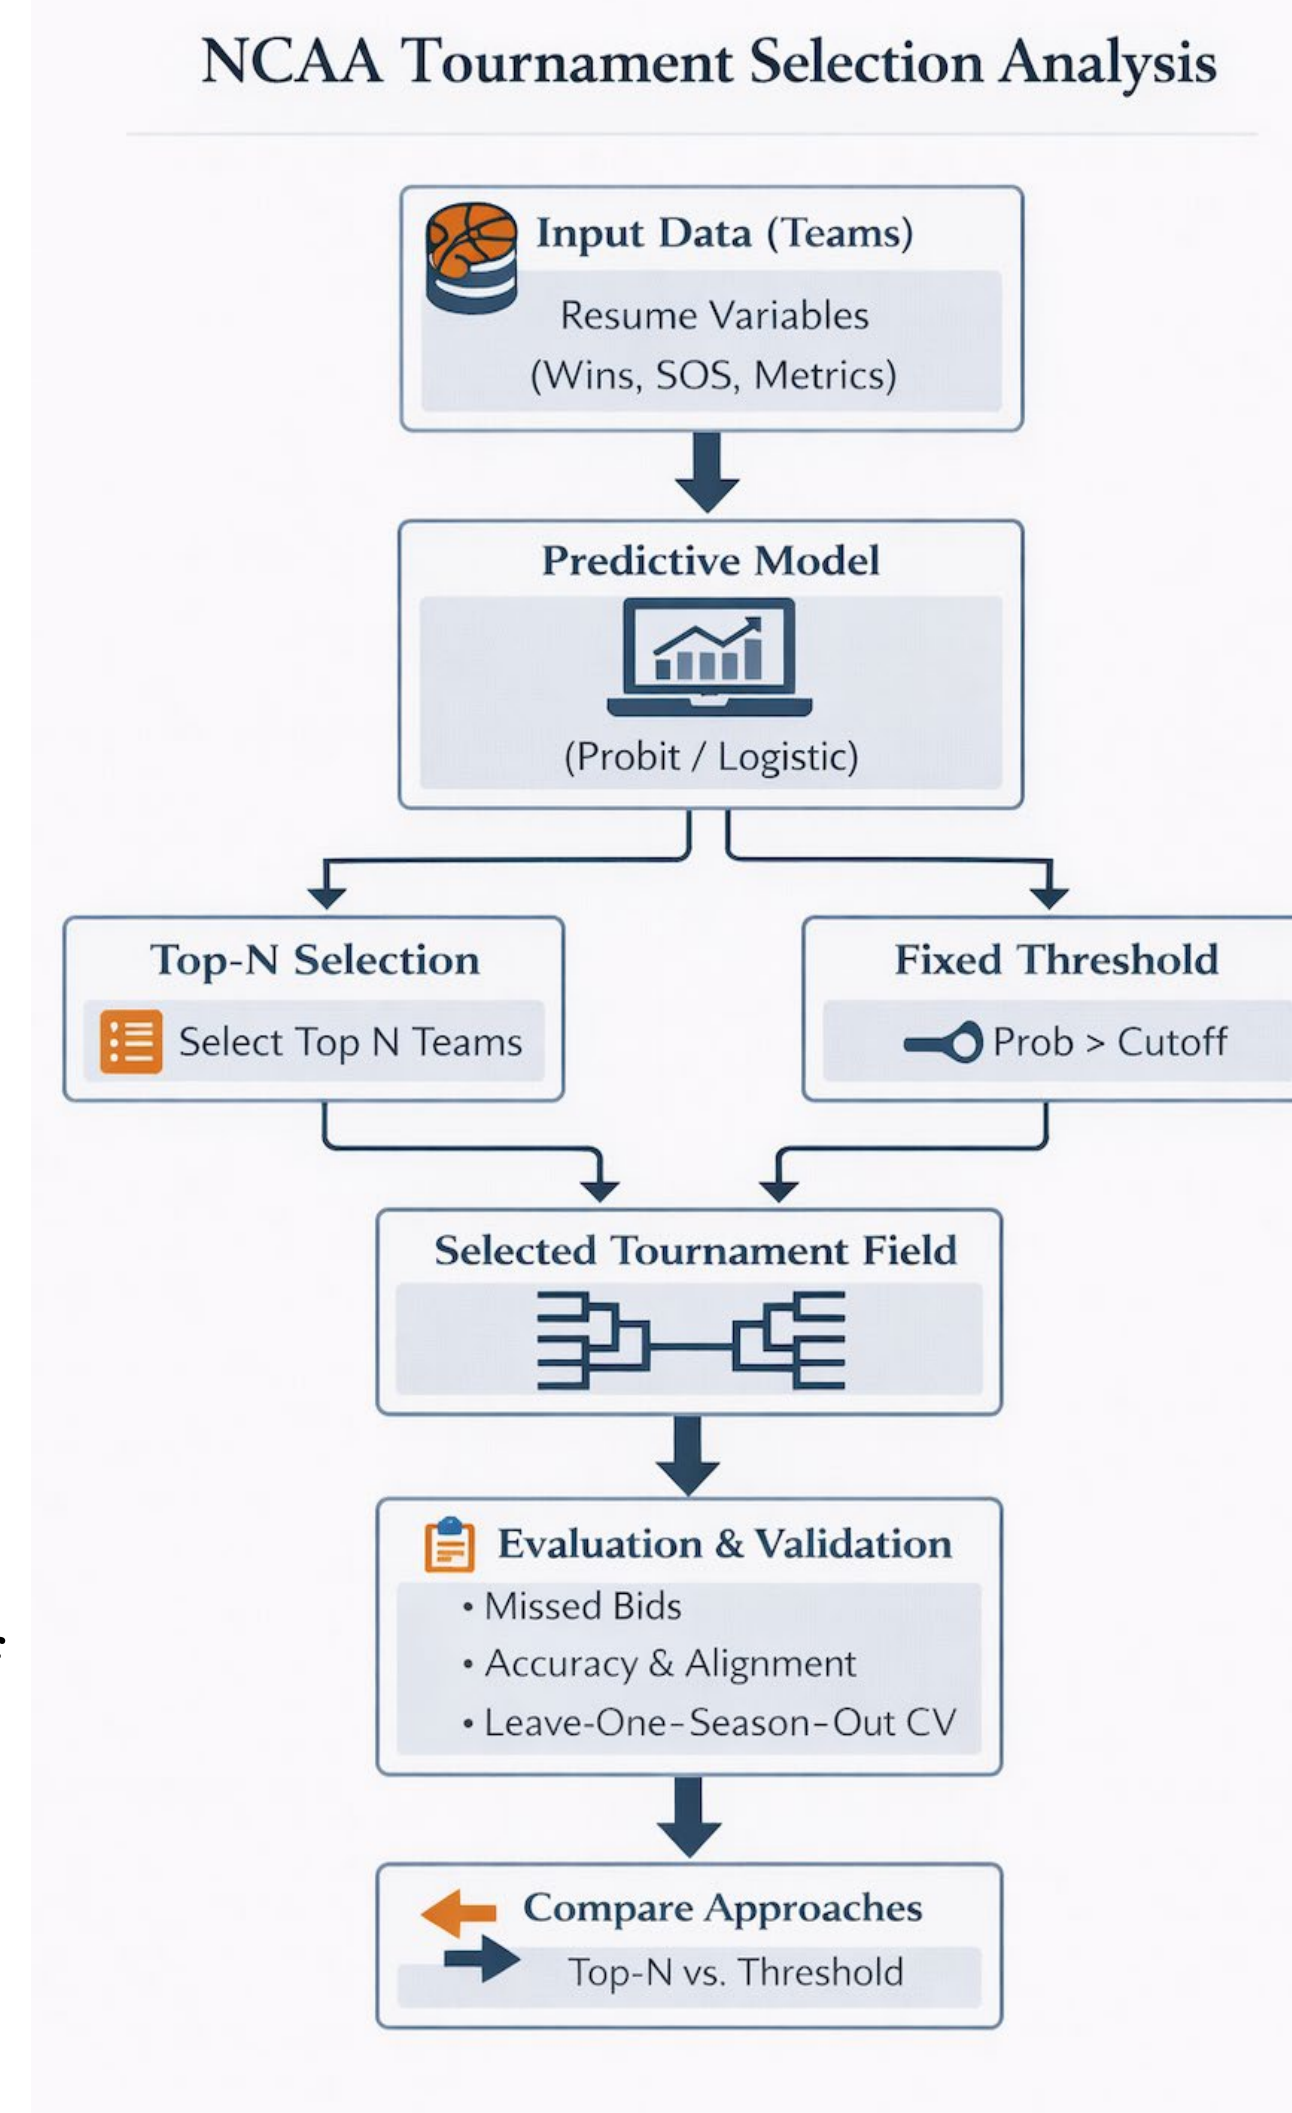 NCAA Tournament Selection Analysis
Input Data (Teams)
Resume Variables
(Wins, SOS, Metrics)
Predictive Model
(Probit / Logistic)
Top-N Selection
Select Top N Teams
Fixed Threshold
Prob > Cutoff
Selected Tournament Field
Evaluation & Validation
• Missed Bids
• Accuracy & Alignment
• Leave-One-Season-Out CV
Compare Approaches
Top-N vs. Threshold